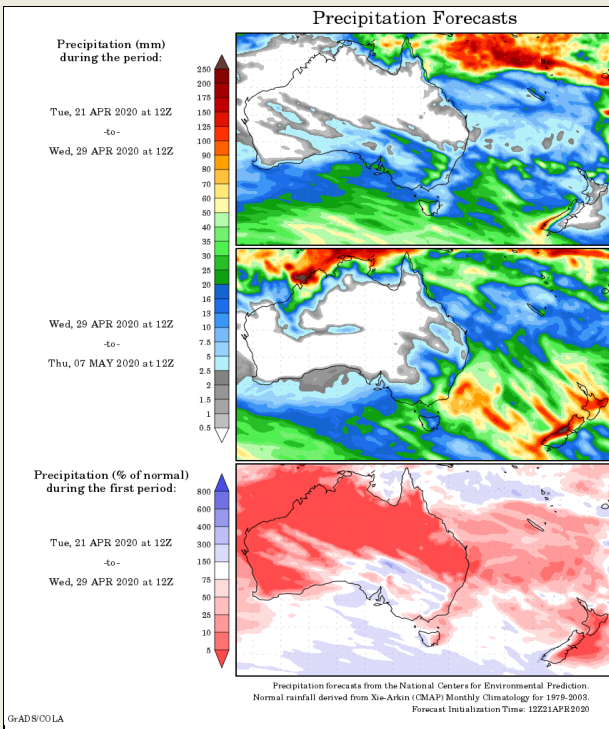 Precipitation Forecasts
Precipitation (mm)
during the period:
Tue, 21 APR 2020 at 12Z
-to-
Wed, 29 APR 2020 at 12Z
250
200
175
150
125
100
90
80
70
60
50
40
35
30
25
20
16
13
10
7.5
5
2.5
2
1.5
1
0.5
Wed, 29 APR 2020 at 12Z
-to-
Thu, 07 MAY 2020 at 12Z
Precipitation (% of normal)
during the first period:
Tue, 21 APR 2020 at 12Z
-to-
Wed, 29 APR 2020 at 12Z
800
600
400
300
150
75
50
25
10
5
Precipitation forecasts from the National Centers for Environmental Prediction.
Normal rainfall derived from Xie-Arkin (CMAP) Monthly Climatology for 1979-2003.
Forecast Initialization Time: 12Z21APR2020
GrADS/COLA